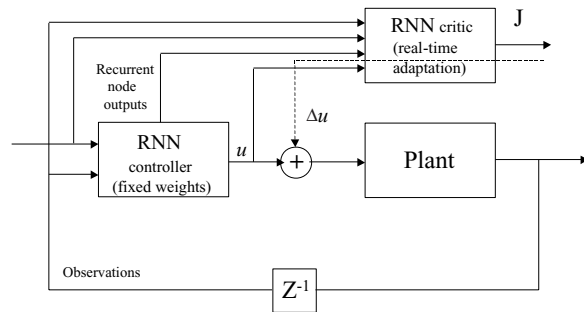 J
RNN critic
(real-time
adaptation)
Recurrent
node
outputs
Δu
RNN
controller
(fixed weights)
u
+
Plant
Observations
Z-1